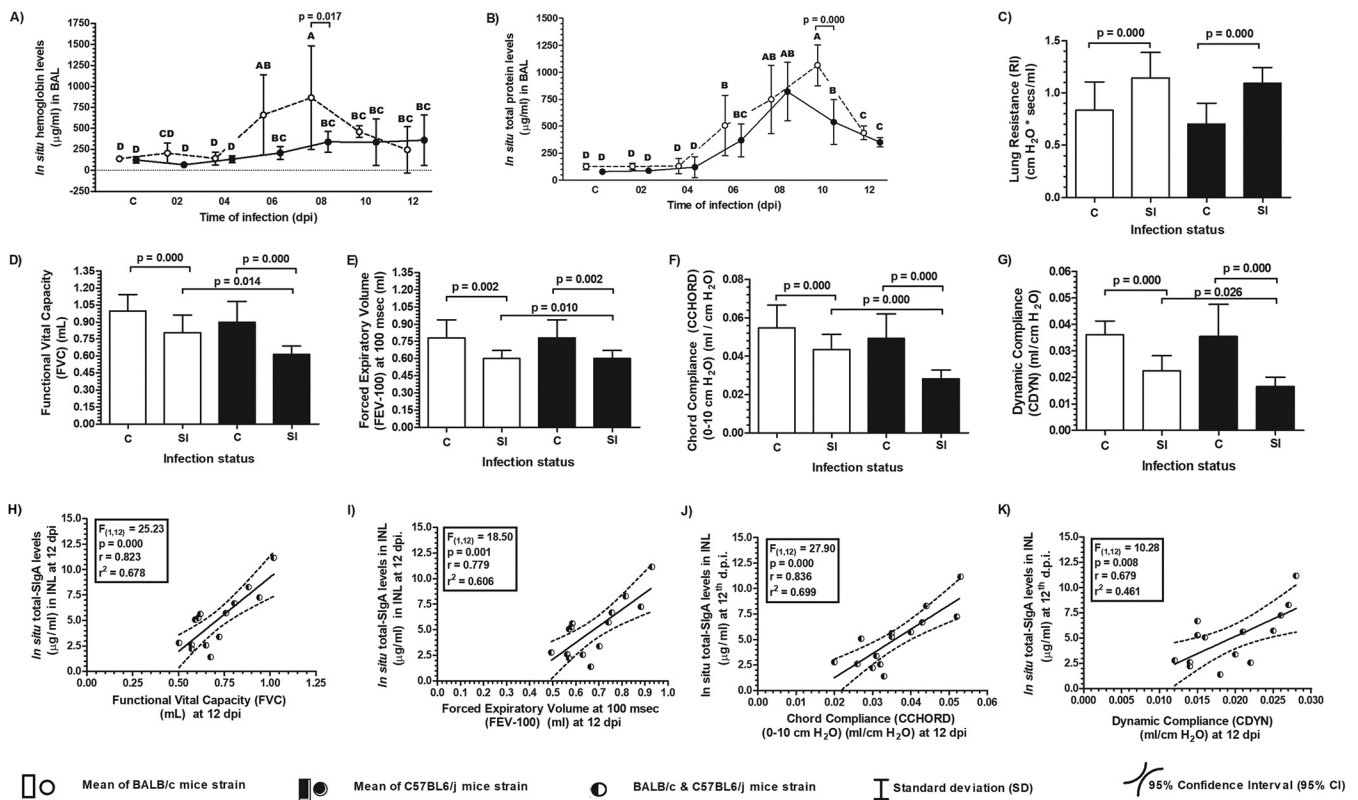 A)
In situ hemoglobin levels
(µg/ml) in BAL
1750
1500
1250
1000
750
500
250
0
-250
p = 0.017
D
D
CD
D
D
D
AB
BC
A
BC
BC
BC
BC
BC
C
02
04
06
08
10
12
Time of infection (dpi)
B)
In situ total protein levels
(µg/ml) in BAL
1500
1250
1000
750
500
250
0
p = 0.000
D
D
D
D
D
D
B
BC
AB
AB
A
B
C
C
C
02
04
06
08
10
12
Time of infection (dpi)
C)
Lung Resistance (RI)
(cm H2O * secs/ml)
1.5
1.0
0.5
0.0
p = 0.000
p = 0.000
C
SI
C
SI
Infection status
D)
Functional Vital Capacity
(FVC) (mL)
1.35
1.20
1.05
0.90
0.75
0.60
0.45
0.30
0.15
0.00
p = 0.000
p = 0.000
p = 0.014
C
SI
C
SI
Infection status
E)
Forced Expiratory Volume
(FEV-100) at 100 msec (ml)
1.35
1.20
1.05
0.90
0.75
0.60
0.45
0.30
0.15
0.00
p = 0.002
p = 0.002
p = 0.010
C
SI
C
SI
Infection status
F)
Chord Compliance (CCHORD)
(0-10 cm H2O) (ml / cm H2O)
0.08
0.06
0.04
0.02
0.00
p = 0.000
p = 0.000
p = 0.000
C
SI
C
SI
Infection status
G)
Dynamic Compliance
(CDYN) (ml/cm H2O)
0.06
0.05
0.04
0.03
0.02
0.01
0.00
p = 0.000
p = 0.000
p = 0.026
C
SI
C
SI
Infection status
H)
In situ total-SIgA levels
(µg/ml) in INL at 12 dpi
15.0
12.5
10.0
7.5
5.0
2.5
0.0
F(1,12) = 25.23
p = 0.000
r = 0.823
r2 = 0.678
0.00
0.25
0.50
0.75
1.00
1.25
Functional Vital Capacity (FVC)
(mL) at 12 dpi
I)
In situ total-SIgA levels in INL
(µg/ml) in INL at 12 dpi.
15.0
12.5
10.0
7.5
5.0
2.5
0.0
F(1,12) = 18.50
p = 0.001
r = 0.779
r2 = 0.606
0.0
0.1
0.2
0.3
0.4
0.5
0.6
0.7
0.8
0.9
1.0
Forced Expiratory Volume at 100 msec
(FEV-100) (ml) at 12 dpi
J)
In situ total-SIgA levels in INL
(µg/ml) at 12th d.p.i.
15.0
12.5
10.0
7.5
5.0
2.5
0.0
F(1,12) = 27.90
p = 0.000
r = 0.836
r2 = 0.699
0.00
0.01
0.02
0.03
0.04
0.05
0.06
Chord Compliance (CCHORD)
(0-10 cm H2O) (ml/cm H2O) at 12 dpi
K)
In situ total-SIgA levels in INL
(µg/ml) at 12th d.p.i.
15.0
12.5
10.0
7.5
5.0
2.5
0.0
F(1,12) = 10.28
p = 0.008
r = 0.679
r2 = 0.461
0.000
0.005
0.010
0.015
0.020
0.025
0.030
Dynamic Compliance (CDYN)
(ml/cm H2O) at 12 dpi
Mean of BALB/c mice strain
Mean of C57BL6/j mice strain
BALB/c & C57BL6/j mice strain
Standard deviation (SD)
95% Confidence Interval (95% CI)